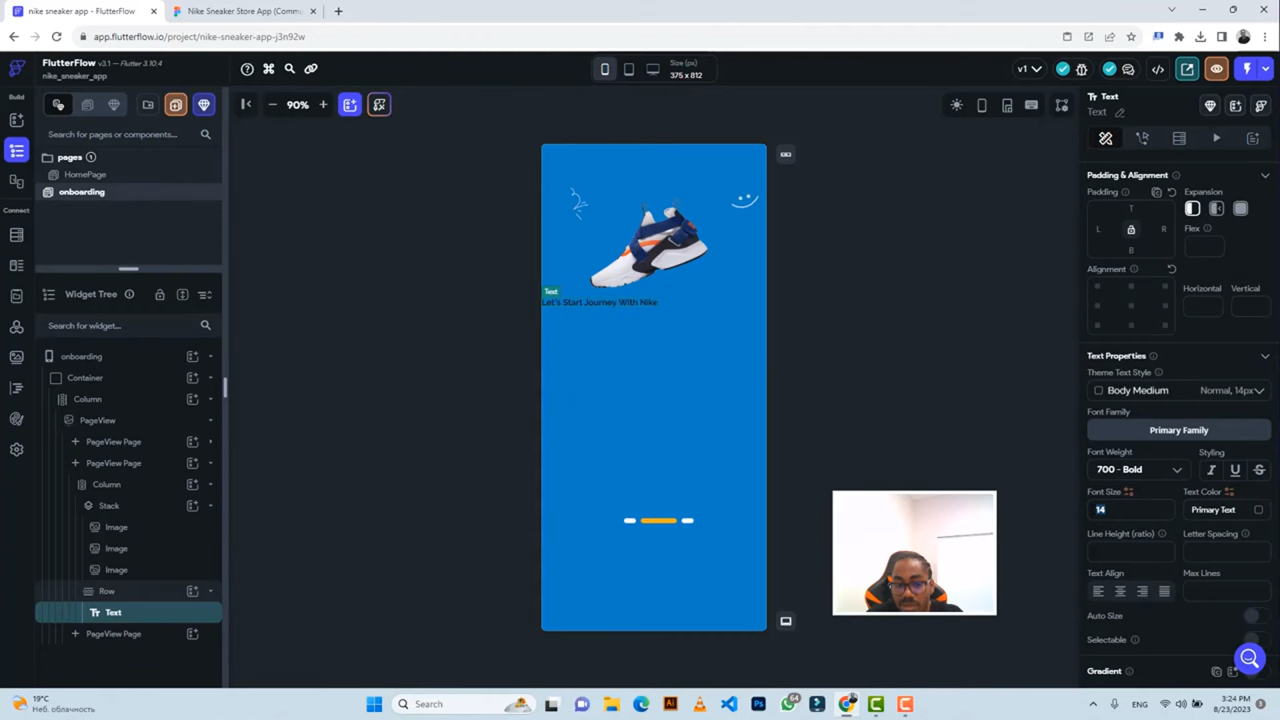 nike sneaker app - FlutterFlow
Nike Sneaker Store App (Commu
app.flutterflow.io/project/nike-sneaker-app-j3n92w
FlutterFlow v3.1 - Flutter 3.10.4
nike_sneaker_app
Size (px)
375 x 812
v1
Build
90%
Text
Text
Search for pages or components...
pages 1
HomePage
onboarding
Connect
Widget Tree
Search for widget...
onboarding
Container
Column
PageView
PageView Page
PageView Page
Column
Stack
Image
Image
Image
Row
Text
PageView Page
Text
Let's Start Journey With Nike
Padding & Alignment
Padding
Expansion
T
L
R
B
Flex
Alignment
Horizontal
Vertical
Text Properties
Theme Text Style
Body Medium
Normal, 14px
Font Family
Primary Family
Font Weight
Styling
700 - Bold
Font Size
Text Color
14
Primary Text
Line Height (ratio)
Letter Spacing
Text Align
Max Lines
Auto Size
Selectable
Gradient
19°C
Неб. облачность
Search
64
ENG
3:24 PM
8/23/2023